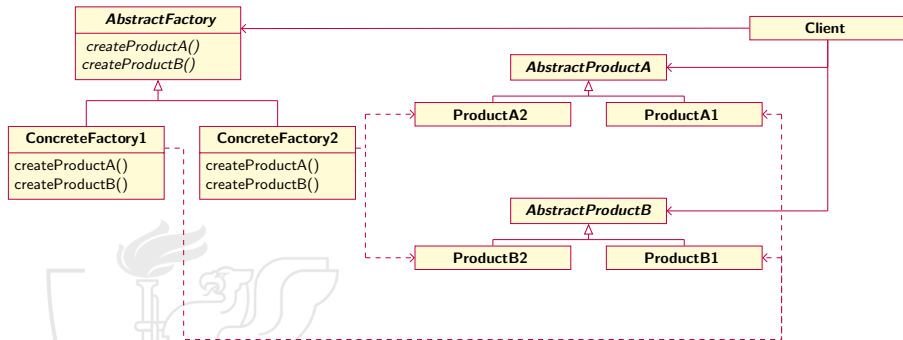 AbstractFactory
createProductA()
createProductB()
Client
AbstractProductA
ProductA2
ProductA1
ConcreteFactory1
createProductA()
createProductB()
ConcreteFactory2
createProductA()
createProductB()
AbstractProductB
ProductB2
ProductB1